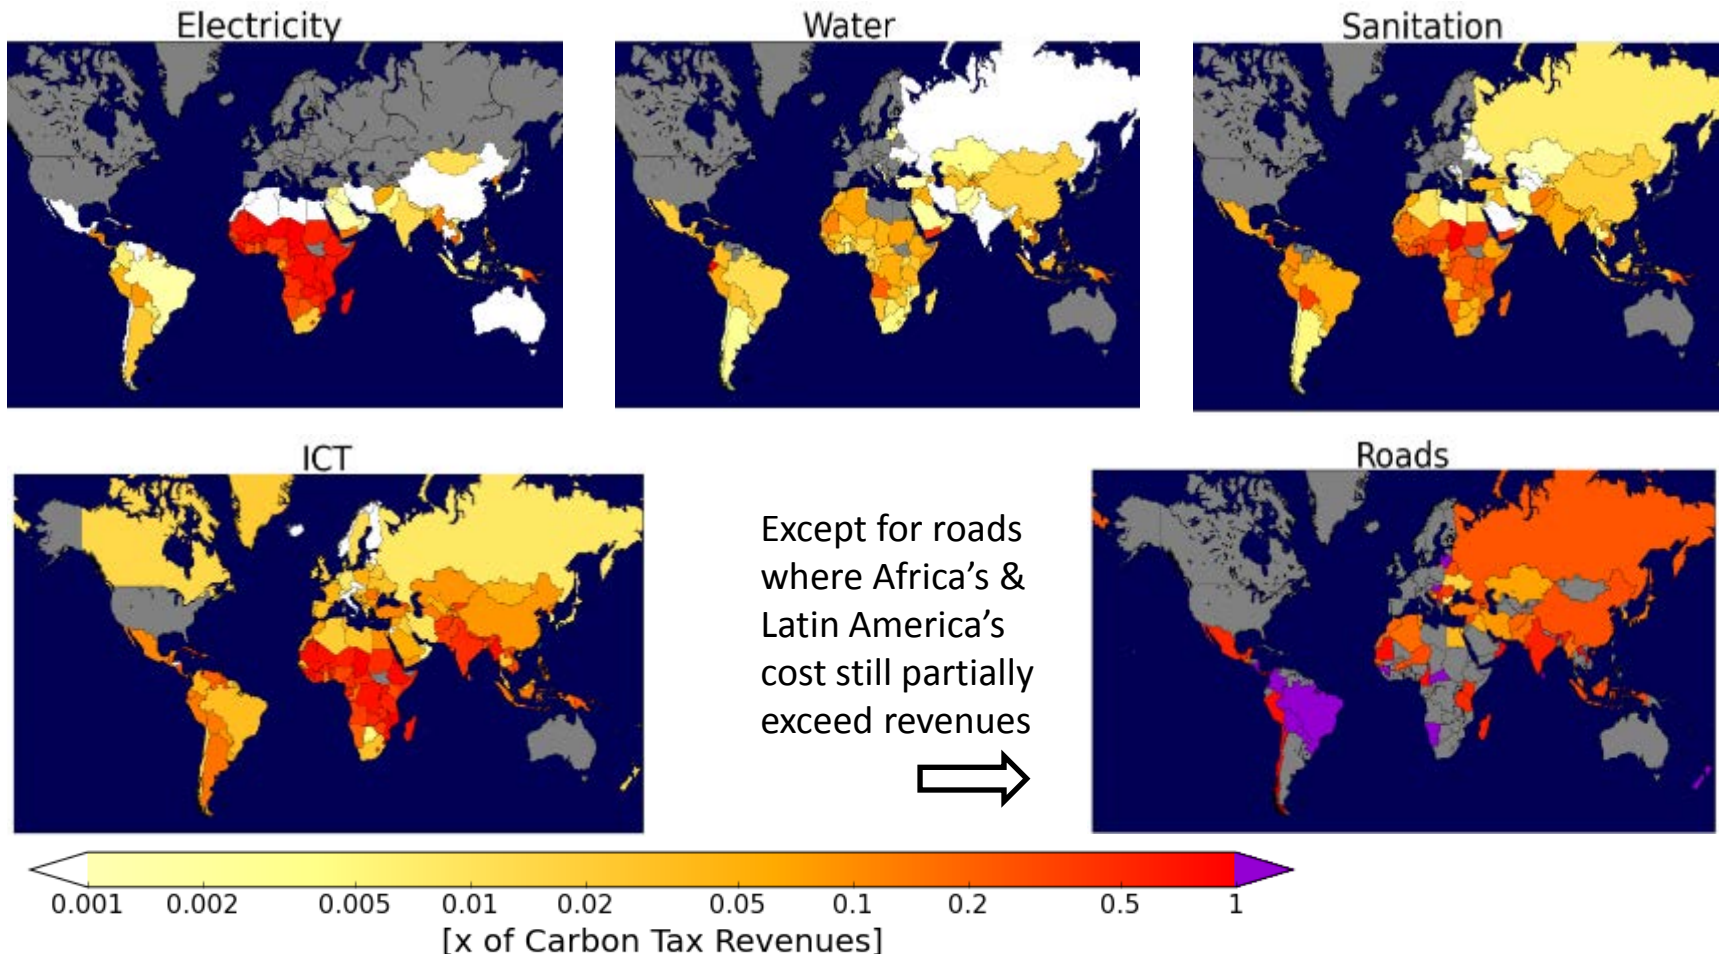 Electricity
Water
Sanitation
ICT
Roads
Except for roads
where Africa’s &
Latin America’s
cost still partially
exceed revenues
0.001 0.002 0.005 0.01 0.02 0.05 0.1 0.2 0.5 1
[x of Carbon Tax Revenues]